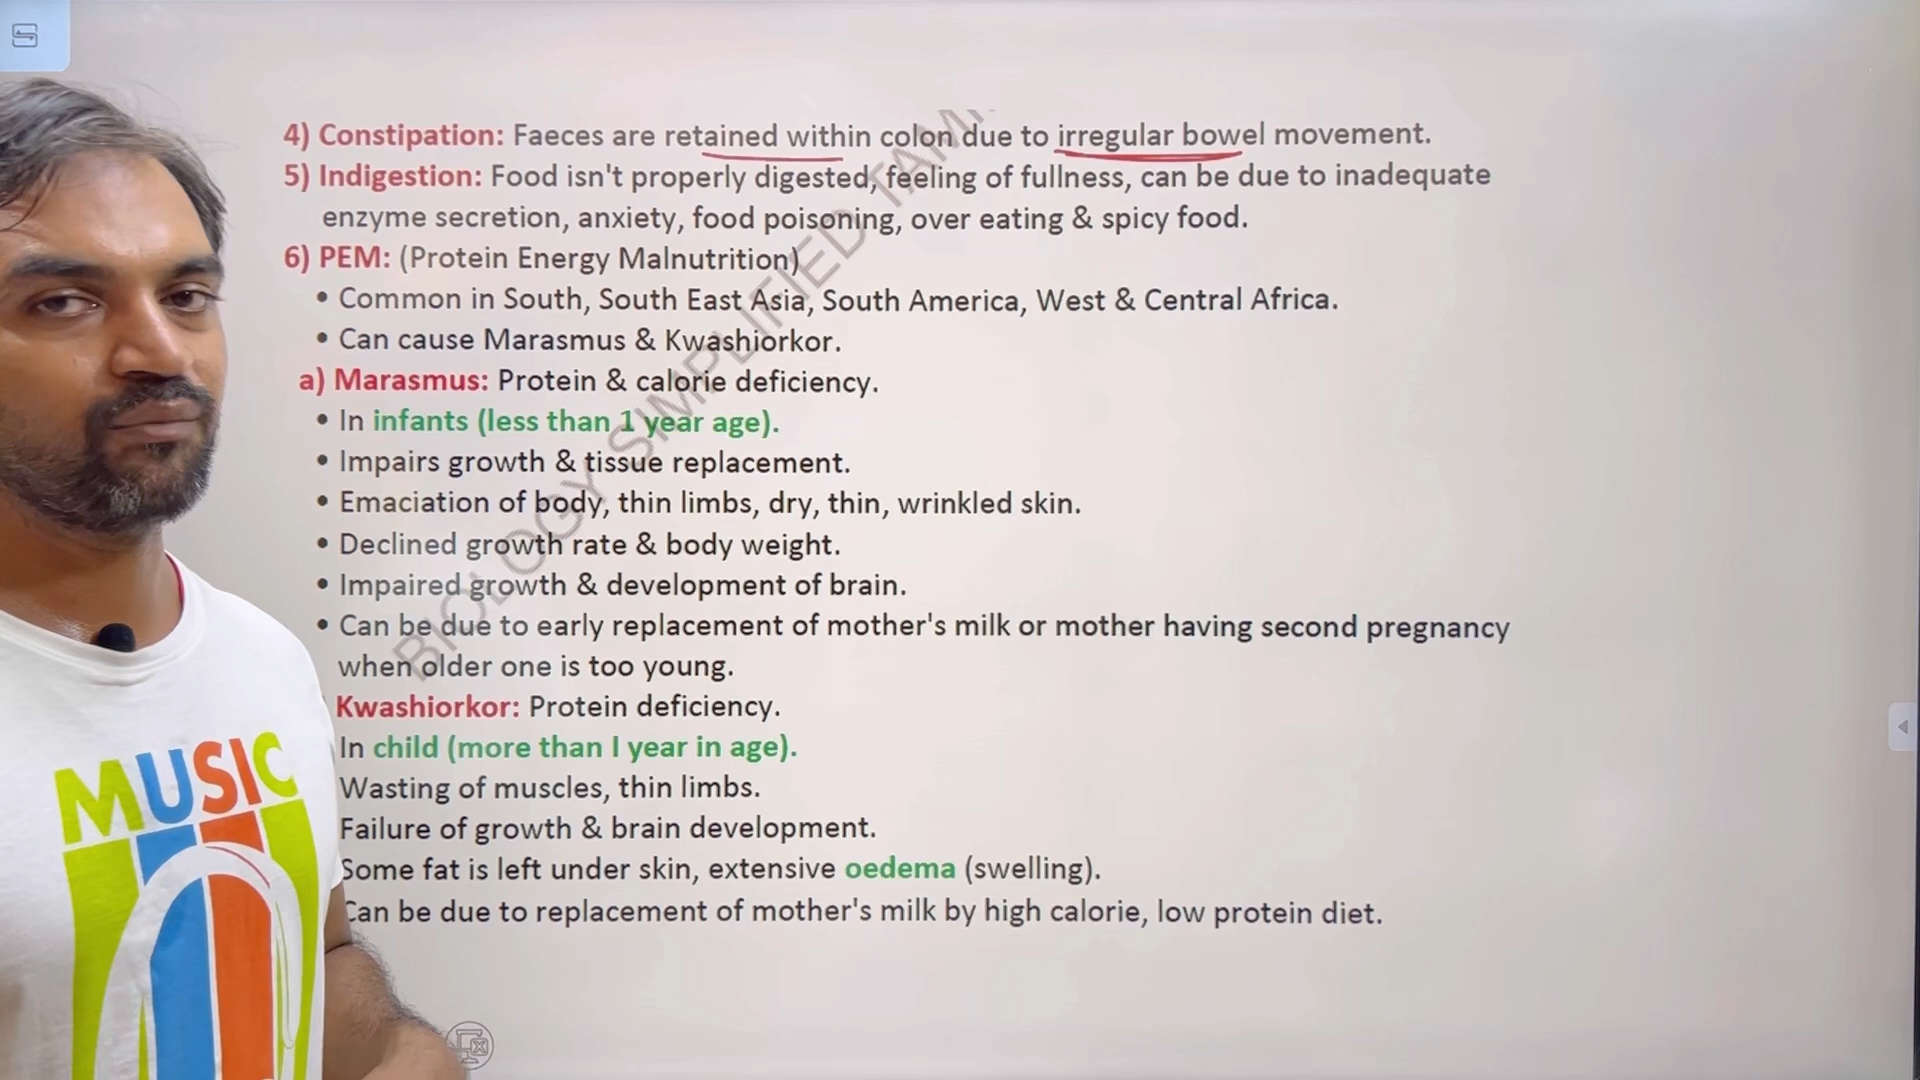 4) Constipation: Faeces are retained within colon due to irregular bowel movement.
5) Indigestion: Food isn't properly digested, feeling of fullness, can be due to inadequate
enzyme secretion, anxiety, food poisoning, over eating & spicy food.
6) PEM: (Protein Energy Malnutrition)
• Common in South, South East Asia, South America, West & Central Africa.
• Can cause Marasmus & Kwashiorkor.
a) Marasmus: Protein & calorie deficiency.
• In infants (less than 1 year age).
• Impairs growth & tissue replacement.
• Emaciation of body, thin limbs, dry, thin, wrinkled skin.
• Declined growth rate & body weight.
• Impaired growth & development of brain.
• Can be due to early replacement of mother's milk or mother having second pregnancy
when older one is too young.
Kwashiorkor: Protein deficiency.
In child (more than I year in age).
Wasting of muscles, thin limbs.
Failure of growth & brain development.
Some fat is left under skin, extensive oedema (swelling).
Can be due to replacement of mother's milk by high calorie, low protein diet.
BIOLOGY SIMPLIFIED
MUSIC